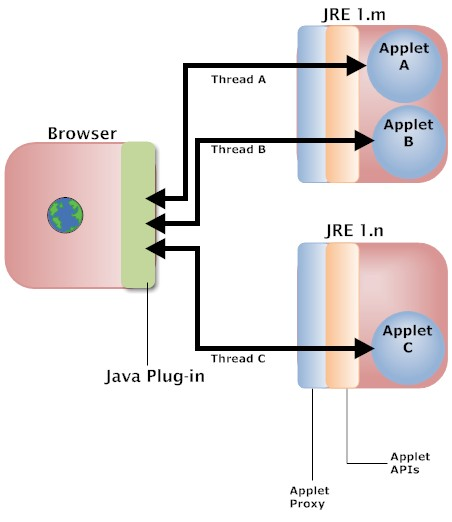 JRE 1.m
Applet
A
Thread A
Applet
B
Browser
Thread B
JRE 1.n
Applet
C
Thread C
Java Plug-in
Applet
APIs
Applet
Proxy